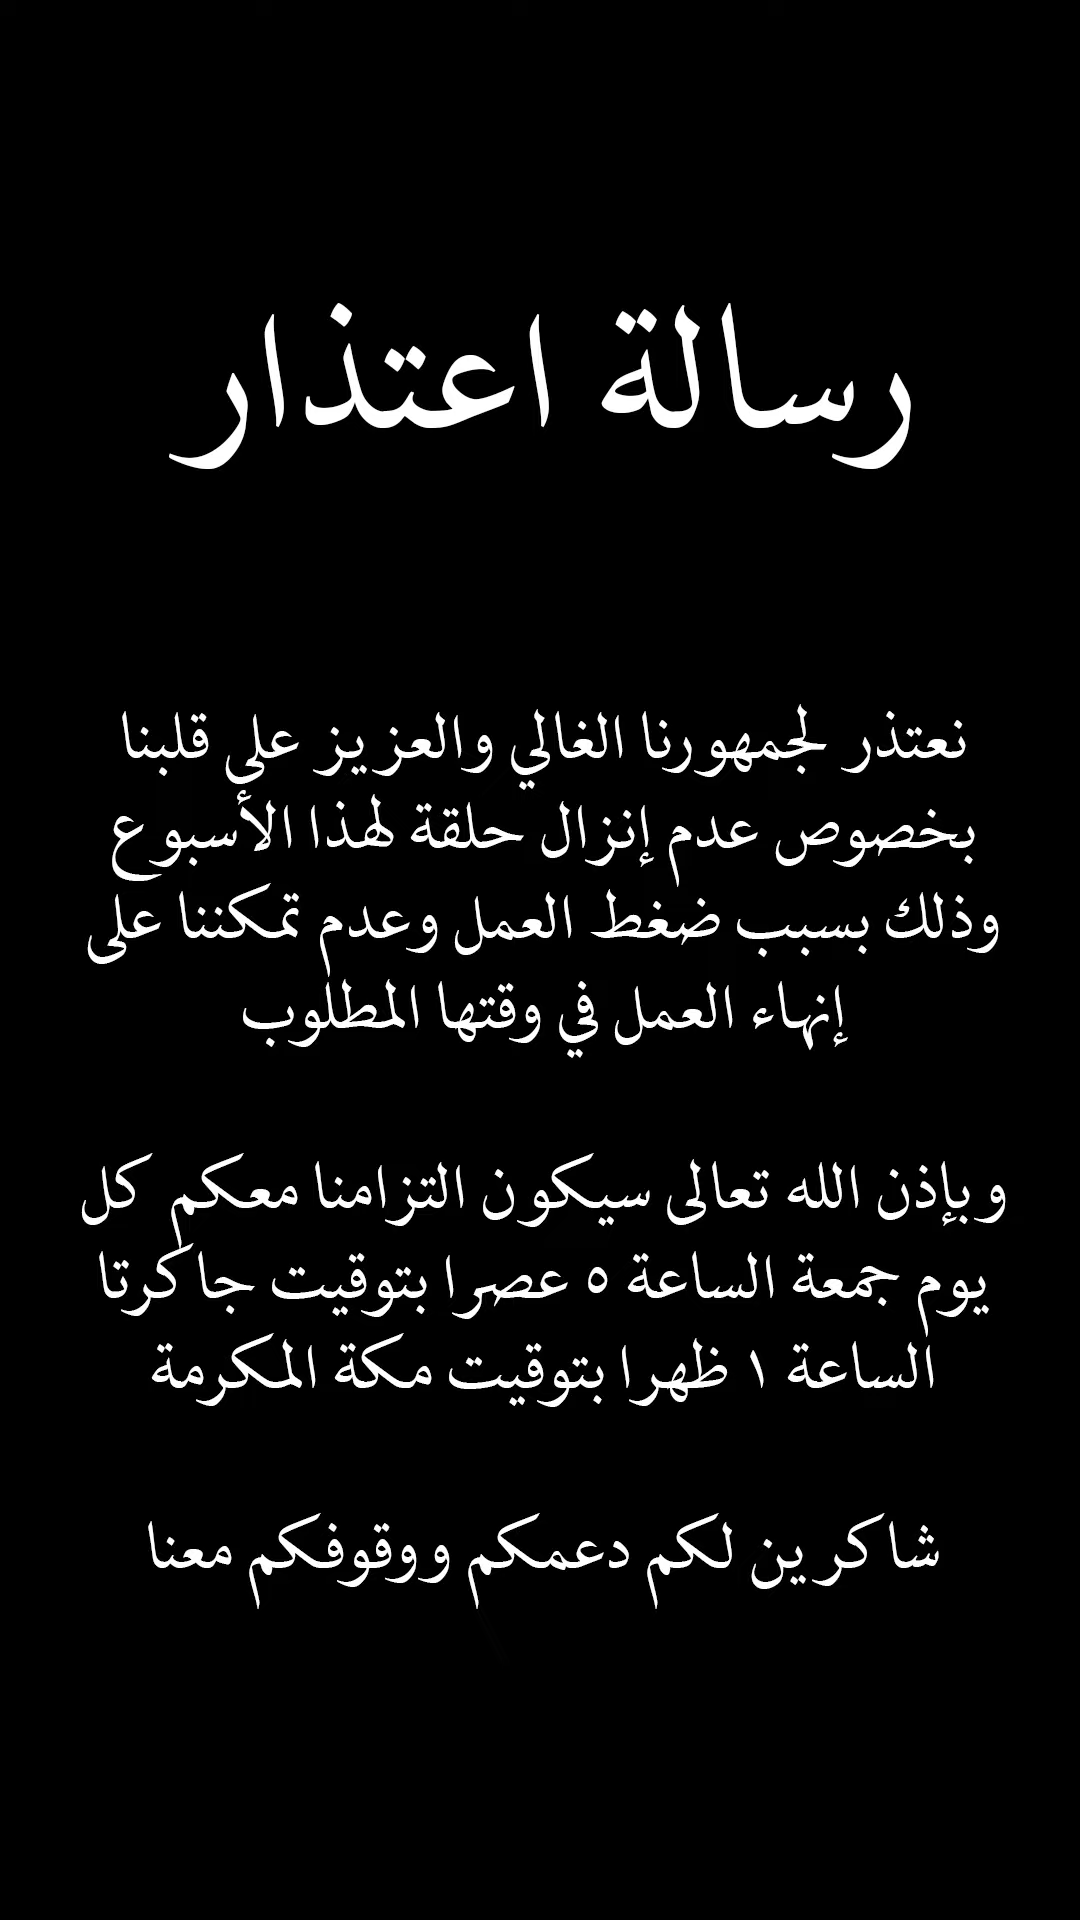 رسالة اعتذار
نعتذر لجمهورنا الغالي والعزيز على قلبنا
بخصوص عدم إنزال حلقة لهذا الأسبوع
وذلك بسبب ضغط العمل وعدم تمكننا على
إنهاء العمل في وقتها المطلوب
وبإذن الله تعالى سيكون التزامنا معكم كل
يوم جمعة الساعة ٥ عصرا بتوقيت جاكرتا
الساعة ١ ظهرا بتوقيت مكة المكرمة
شاكرين لكم دعمكم ووقوفكم معنا